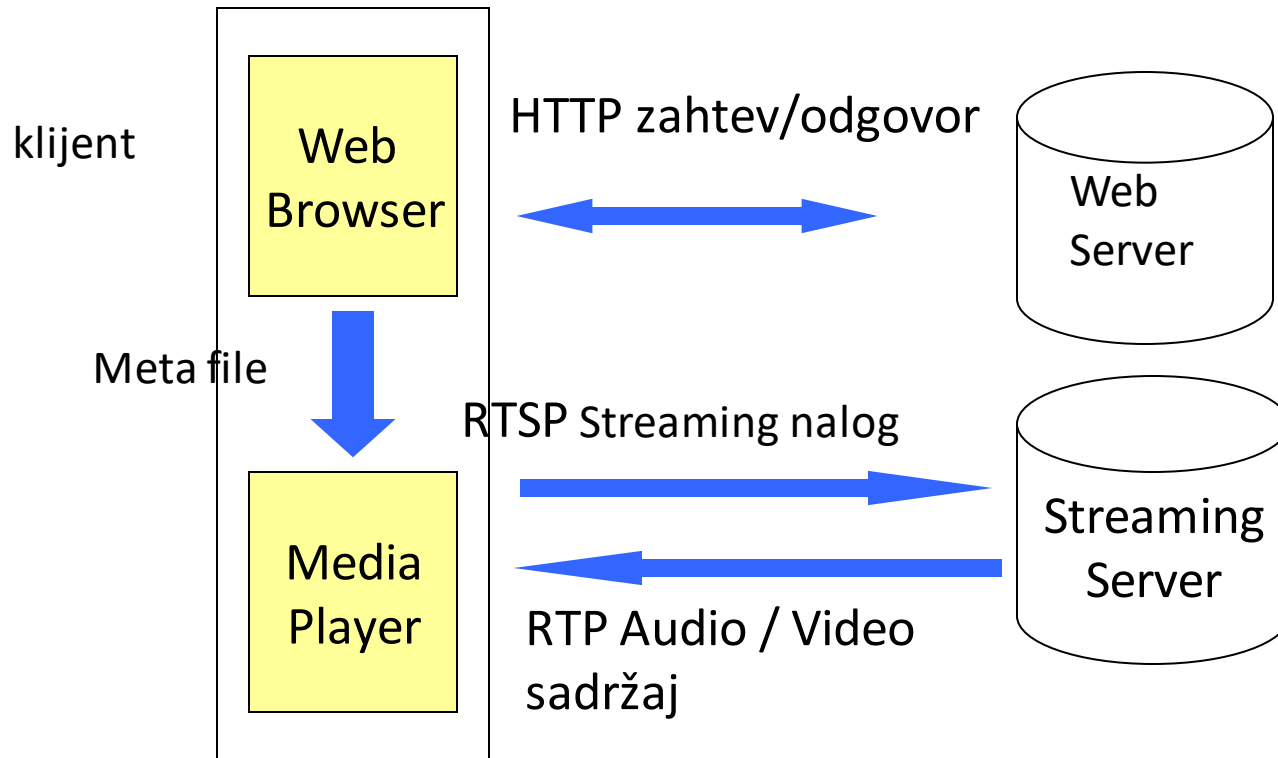 klijent
Web
Browser
HTTP zahtev/odgovor
Web
Server
Meta file
RTSP Streaming nalog
Media
Player
Streaming
Server
RTP Audio / Video
sadržaj